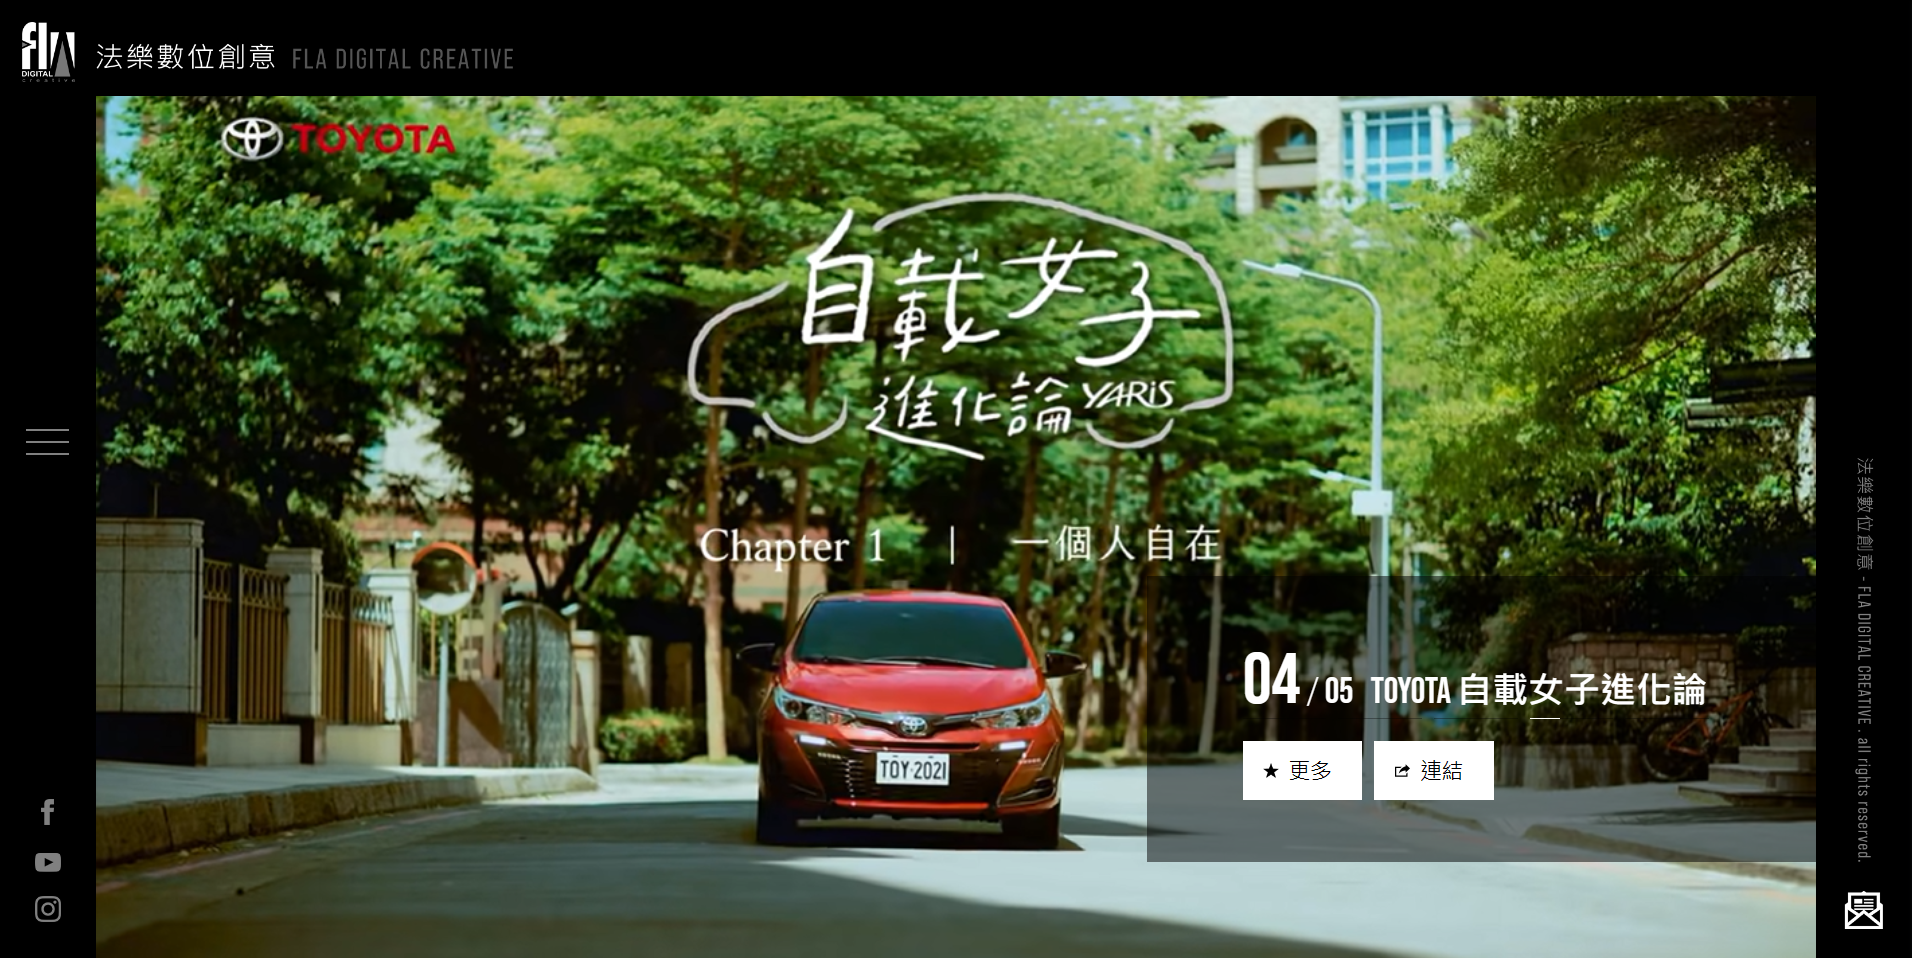 fla
DIGITAL
creative
法樂數位創意 FLA DIGITAL CREATIVE
TOYOTA
自載女子
進化論 YARiS
Chapter 1 | 一個人自在
TOY·2021
04 / 05 TOYOTA 自載女子進化論
更多
連結
法樂數位創意 - FLA DIGITAL CREATIVE . all rights reserved.